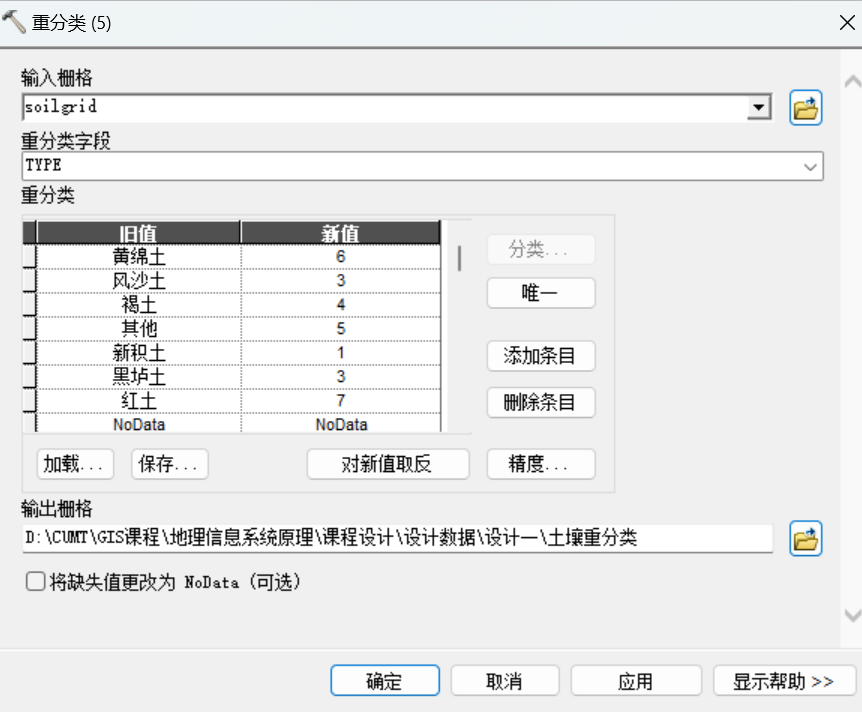 重分类 (5)
输入栅格
soilgrid
重分类字段
TYPE
重分类
旧值 新值
黄绵土 6
风沙土 3
褐土 4
其他 5
新积土 1
黑垆土 3
红土 7
NoData NoData
分类...
唯一
添加条目
删除条目
加载... 保存... 对新值取反 精度...
输出栅格
D:\CUMT\GIS课程\地理信息系统原理\课程设计\设计数据\设计一\土壤重分类
将缺失值更改为 NoData (可选)
确定 取消 应用 显示帮助 >>